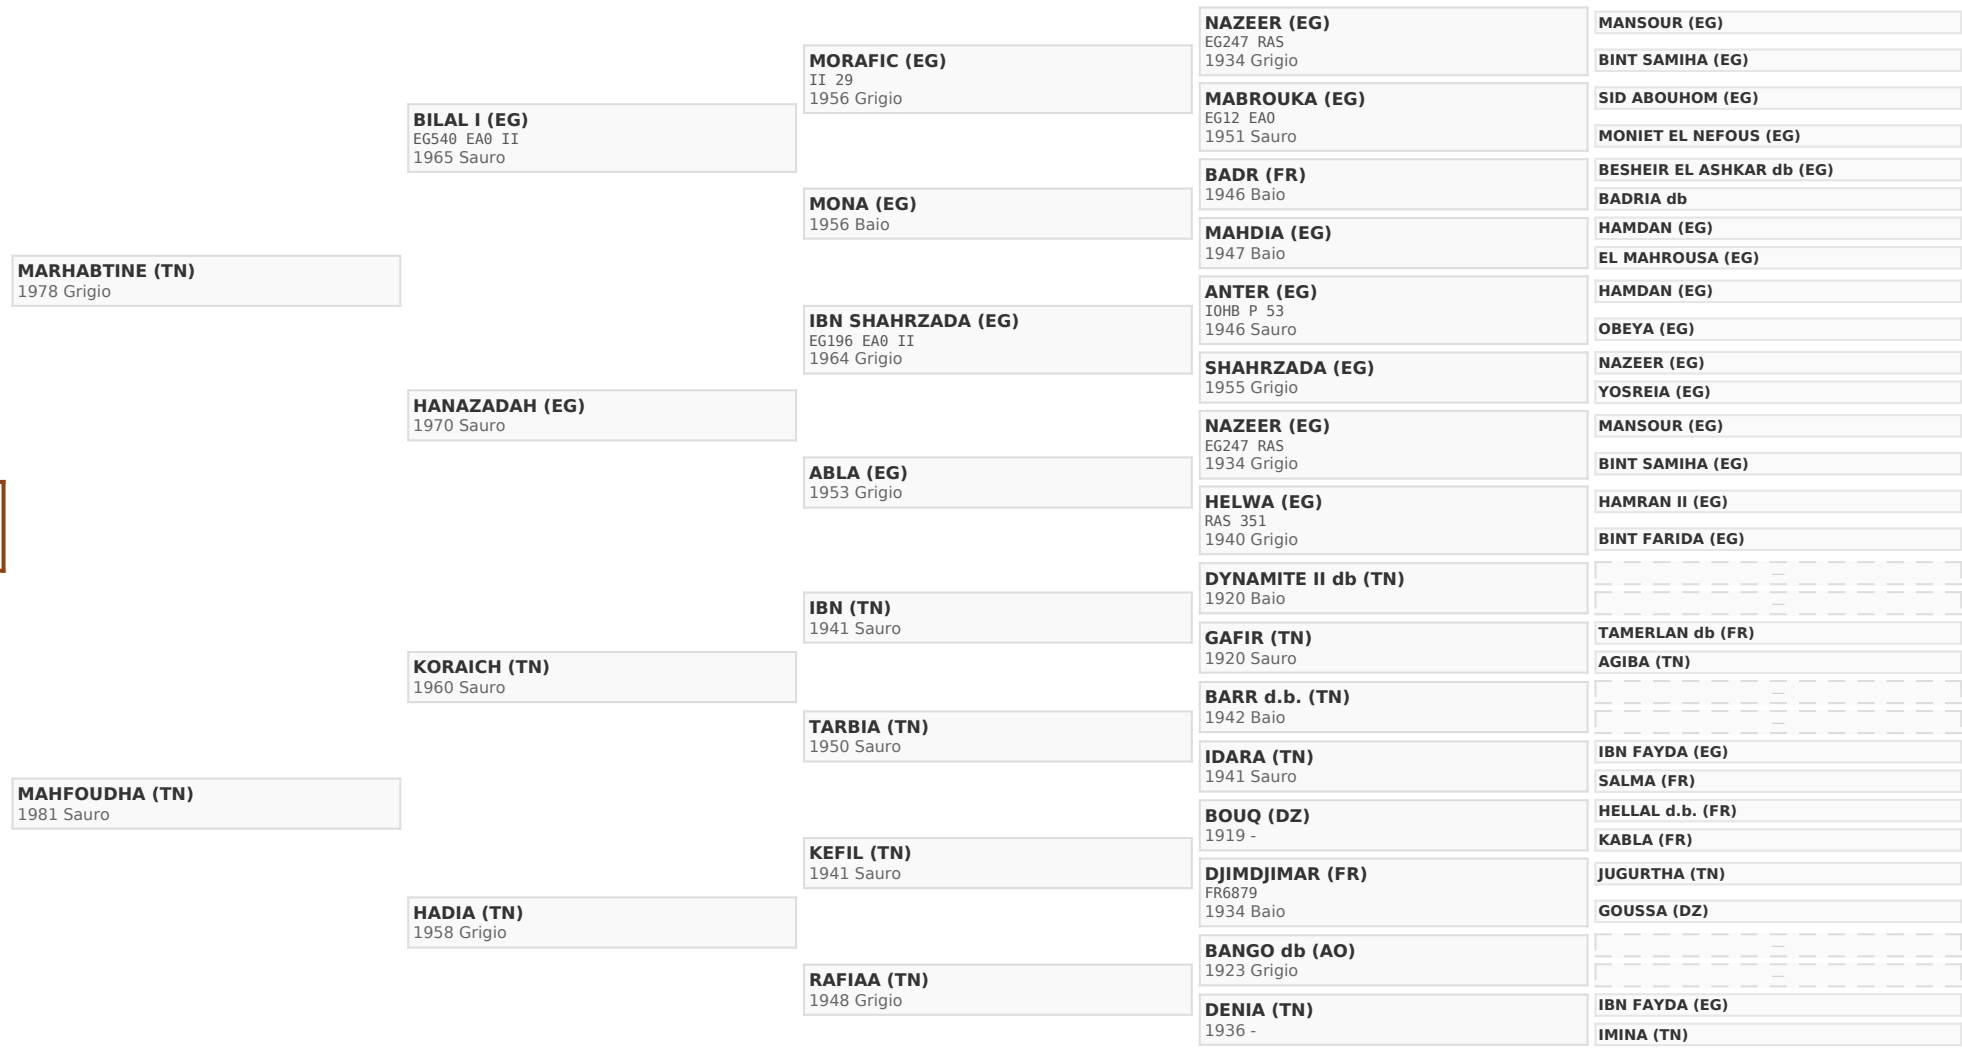 MARHABTINE (TN)
1978 Grigio
MAHFOUDHA (TN)
1981 Sauro
BILAL I (EG)
EG540 EA0 II
1965 Sauro
HANAZADAH (EG)
1970 Sauro
KORAICH (TN)
1960 Sauro
HADIA (TN)
1958 Grigio
MORAFIC (EG)
II 29
1956 Grigio
MONA (EG)
1956 Baio
IBN SHAHRZADA (EG)
EG196 EA0 II
1964 Grigio
ABLA (EG)
1953 Grigio
IBN (TN)
1941 Sauro
TARBIA (TN)
1950 Sauro
KEFIL (TN)
1941 Sauro
RAFIAA (TN)
1948 Grigio
NAZEER (EG)
EG247 RAS
1934 Grigio
MABROUKA (EG)
EG12 EAO
1951 Sauro
BADR (FR)
1946 Baio
MAHDIA (EG)
1947 Baio
ANTER (EG)
IOHB P 53
1946 Sauro
SHAHRZADA (EG)
1955 Grigio
NAZEER (EG)
EG247 RAS
1934 Grigio
HELWA (EG)
RAS 351
1940 Grigio
DYNAMITE II db (TN)
1920 Baio
GAFIR (TN)
1920 Sauro
BARR d.b. (TN)
1942 Baio
IDARA (TN)
1941 Sauro
BOUQ (DZ)
1919 -
DJIMDJIMAR (FR)
FR6879
1934 Baio
BANGO db (AO)
1923 Grigio
DENIA (TN)
1936 -
MANSOUR (EG)
BINT SAMIHA (EG)
SID ABOUHOM (EG)
MONIET EL NEFOUS (EG)
BESHEIR EL ASHKAR db (EG)
BADRIA db
HAMDAN (EG)
EL MAHROUSA (EG)
HAMDAN (EG)
OBEYA (EG)
NAZEER (EG)
YOSREIA (EG)
MANSOUR (EG)
BINT SAMIHA (EG)
HAMRAN II (EG)
BINT FARIDA (EG)
—
—
TAMERLAN db (FR)
AGIBA (TN)
—
—
IBN FAYDA (EG)
SALMA (FR)
HELLAL d.b. (FR)
KABLA (FR)
JUGURTHA (TN)
GOUSSA (DZ)
—
—
IBN FAYDA (EG)
IMINA (TN)